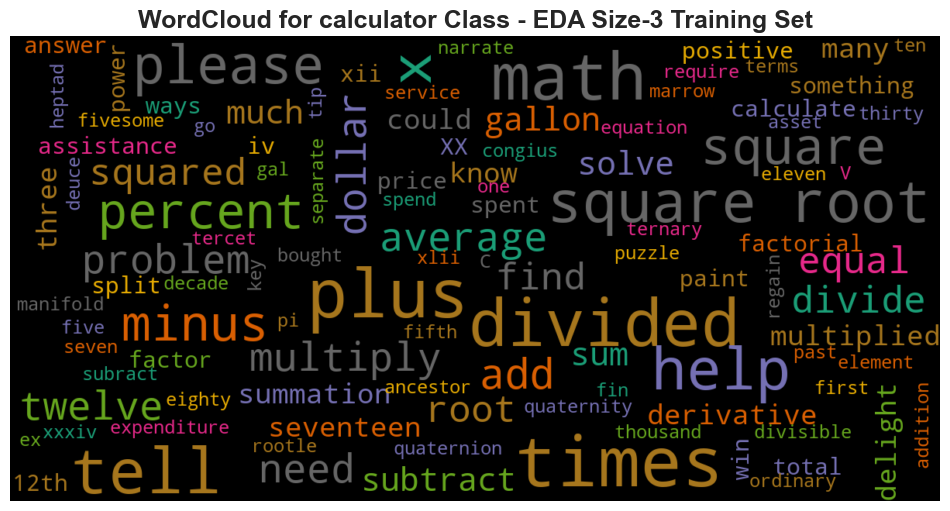 WordCloud for calculator Class - EDA Size-3 Training Set
answer
power
please
xii
x
narrate
math
positive
many
ten
heptad
ways
fivesome
go
much
tip
service
require
terms
marrow
something
calculate
asset
thirty
could
gallon
equation
assistance
iv
XX
congius
solve
square
three
deuce
squared
gal
separate
dollar
price
know
one
eleven
V
spend
spent
square root
percent
tercet
average
ternary
puzzle
factorial
equal
problem
key
bought
xlii
C
find
paint
regain
split
decade
manifold
plus
divided
divide
five
minus
pi
fifth
multiplied
seven
factor
multiply
sum
help
past
element
subract
add
fin
first
twelve
eighty
summation
ancestor
root
quaternity
derivative
delight
addition
ex
xxxiv
expenditure
seventeen
rootle
quaternion
times
thousand
divisible
12th
tell
need
subtract
win
total
ordinary